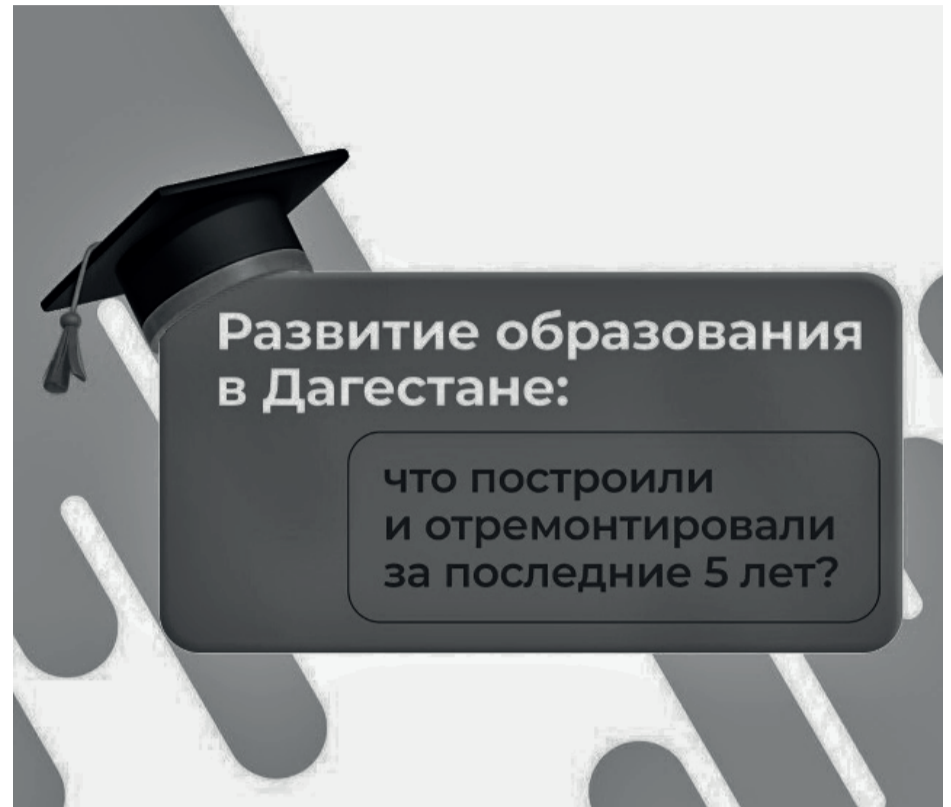 Развитие образования
в Дагестане:
что построили
и отремонтировали
за последние 5 лет?